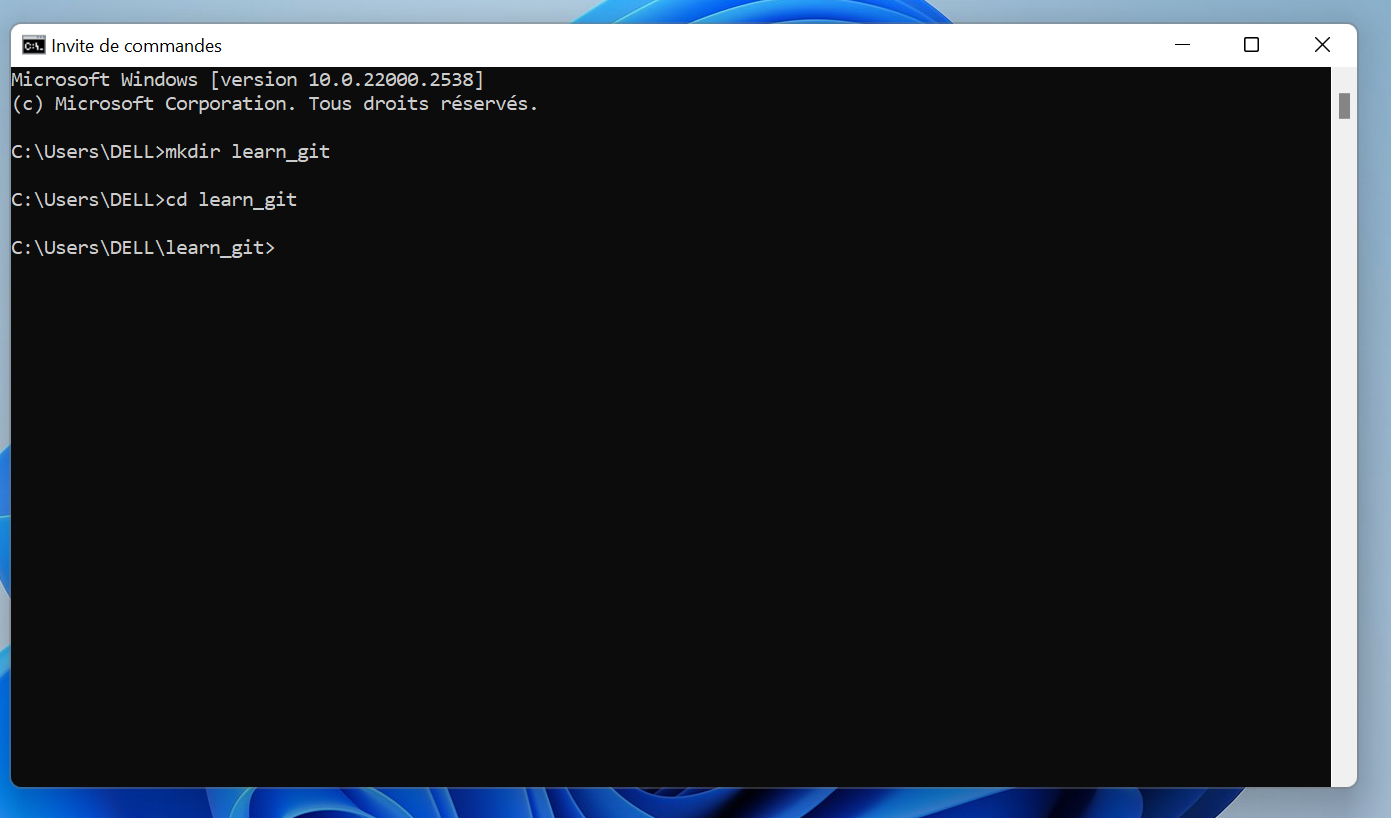 Invite de commandes
Microsoft Windows [version 10.0.22000.2538]
(c) Microsoft Corporation. Tous droits réservés.
C:\Users\DELL>mkdir learn_git
C:\Users\DELL>cd learn_git
C:\Users\DELL\learn_git>